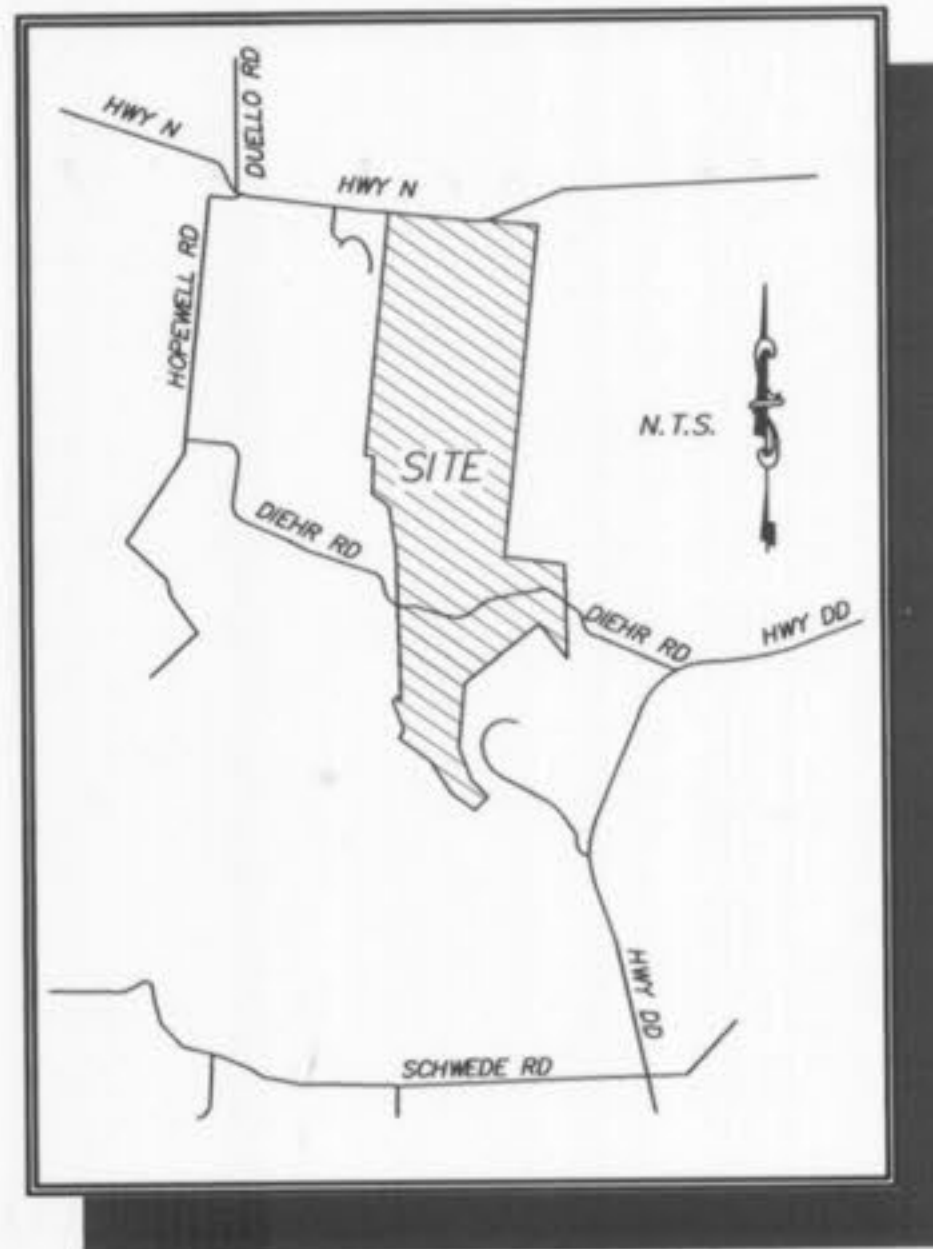 HWY N
DUELLO RD
HWY N
HOPEWELL RD
N.T.S.
SITE
DIEHR RD
DIEHR RD
HWY DD
HWY DD
SCHWEDE RD